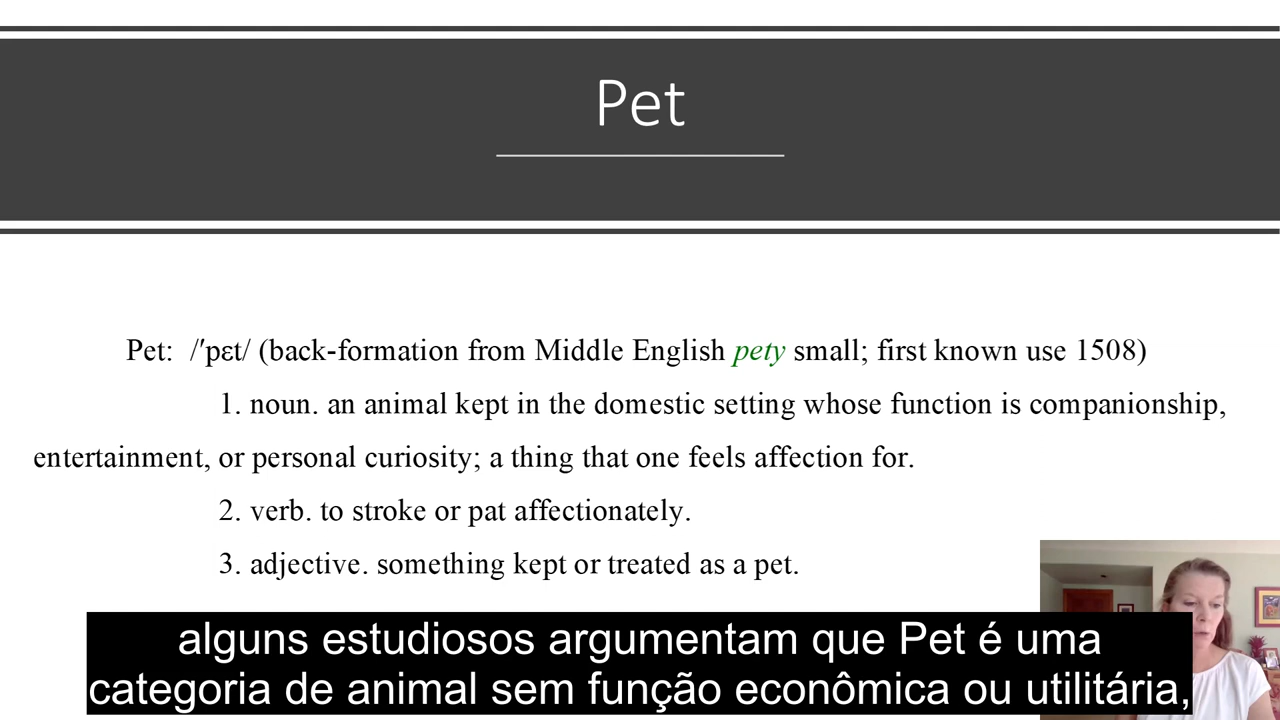 Pet
Pet: /ʹpɛt/ (back-formation from Middle English pety small; first known use 1508)
1. noun. an animal kept in the domestic setting whose function is companionship,
entertainment, or personal curiosity; a thing that one feels affection for.
2. verb. to stroke or pat affectionately.
3. adjective. something kept or treated as a pet.
alguns estudiosos argumentam que Pet é uma
categoria de animal sem função econômica ou utilitária,